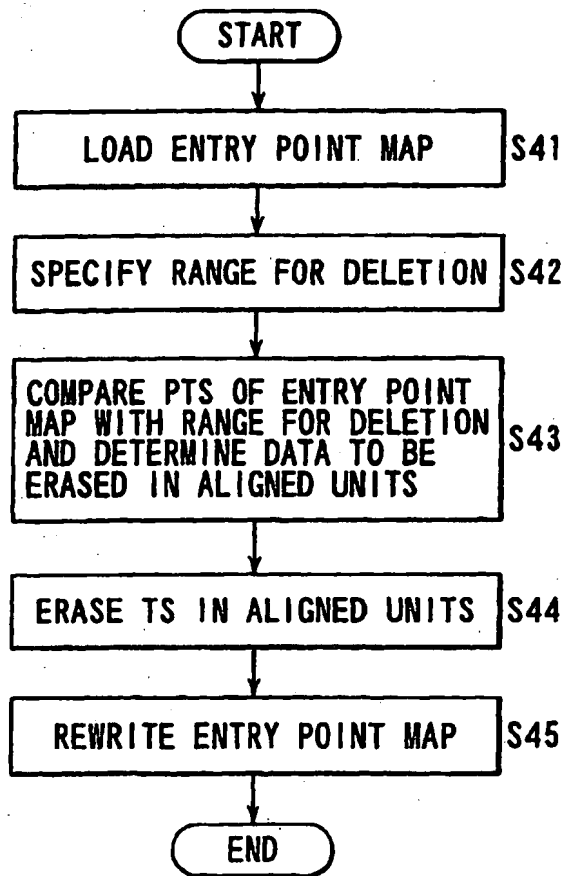 START
LOAD ENTRY POINT MAP S41
SPECIFY RANGE FOR DELETION S42
COMPARE PTS OF ENTRY POINT
MAP WITH RANGE FOR DELETION
AND DETERMINE DATA TO BE
ERASED IN ALIGNED UNITS
S43
ERASE TS IN ALIGNED UNITS S44
REWRITE ENTRY POINT MAP S45
END